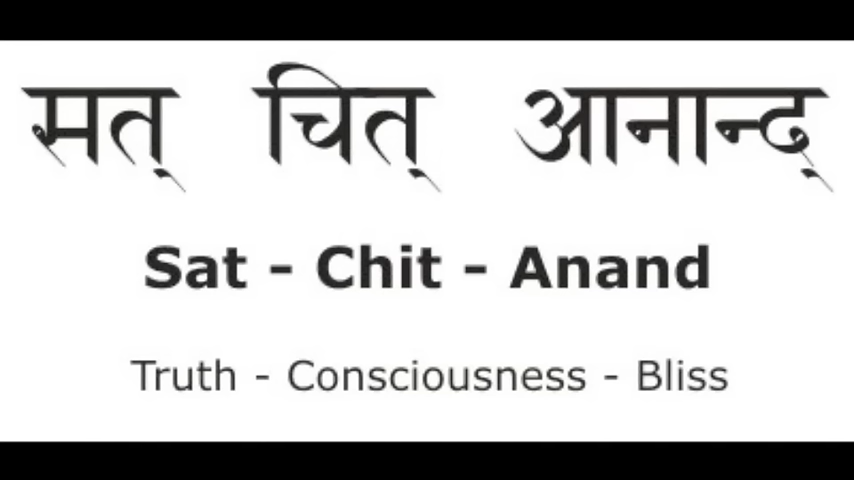 सत् चित् आनान्द्
Sat - Chit - Anand
Truth - Consciousness - Bliss